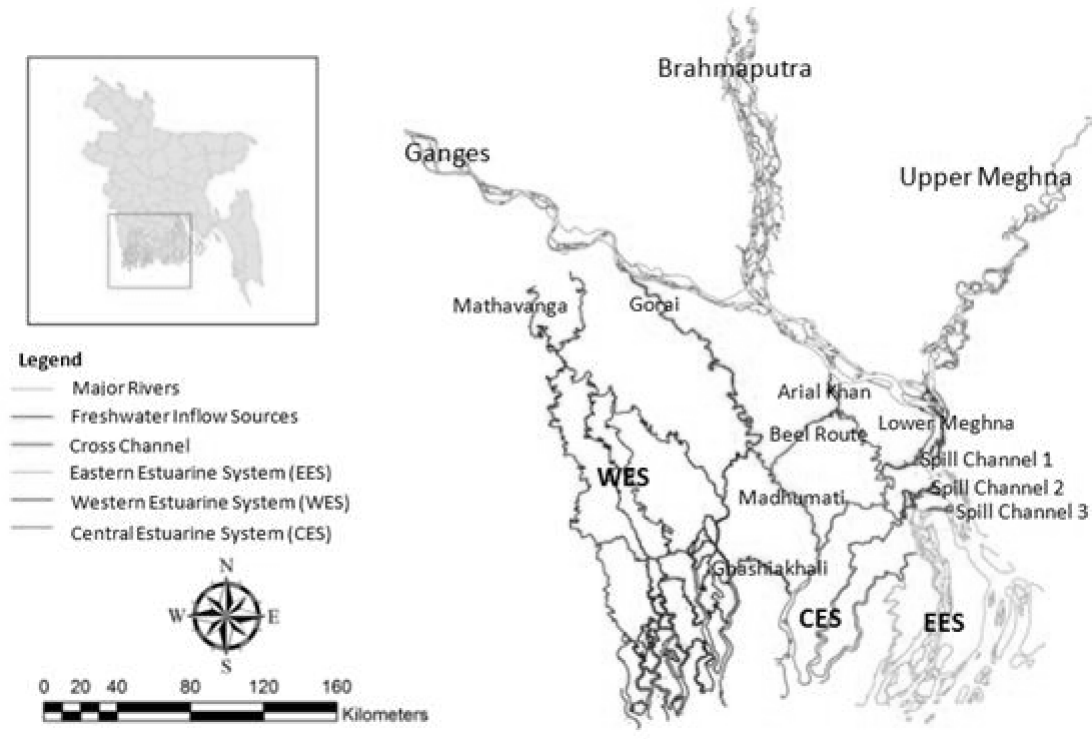 Brahmaputra
Ganges
Upper Meghna
Mathavanga
Gorai
Legend
Major Rivers
Freshwater Inflow Sources
Cross Channel
Eastern Estuarine System (EES)
Western Estuarine System (WES)
Central Estuarine System (CES)
Arial Khan
Lower Meghna
Beel Route
Spill Channel 1
WES
Spill Channel 2
Madhumati
Spill Channel 3
Ghashiakhali
CES
EES
N
W E
S
0 20 40 80 120 160
Kilometers